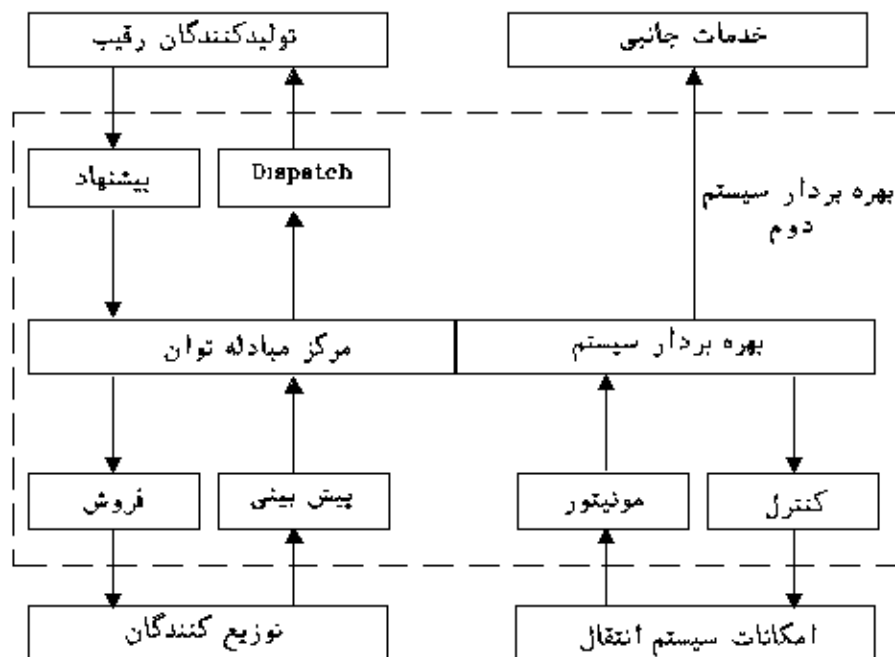 خدمات جانبی
تولیدکنندگان رقیب
Dispatch
پیشنهاد
بهره بردار سیستم
دوم
بهره بردار سیستم
مرکز مبادله توان
کنترل
مونیتور
پیش بینی
فروش
امکانات سیستم انتقال
توزیع کنندگان